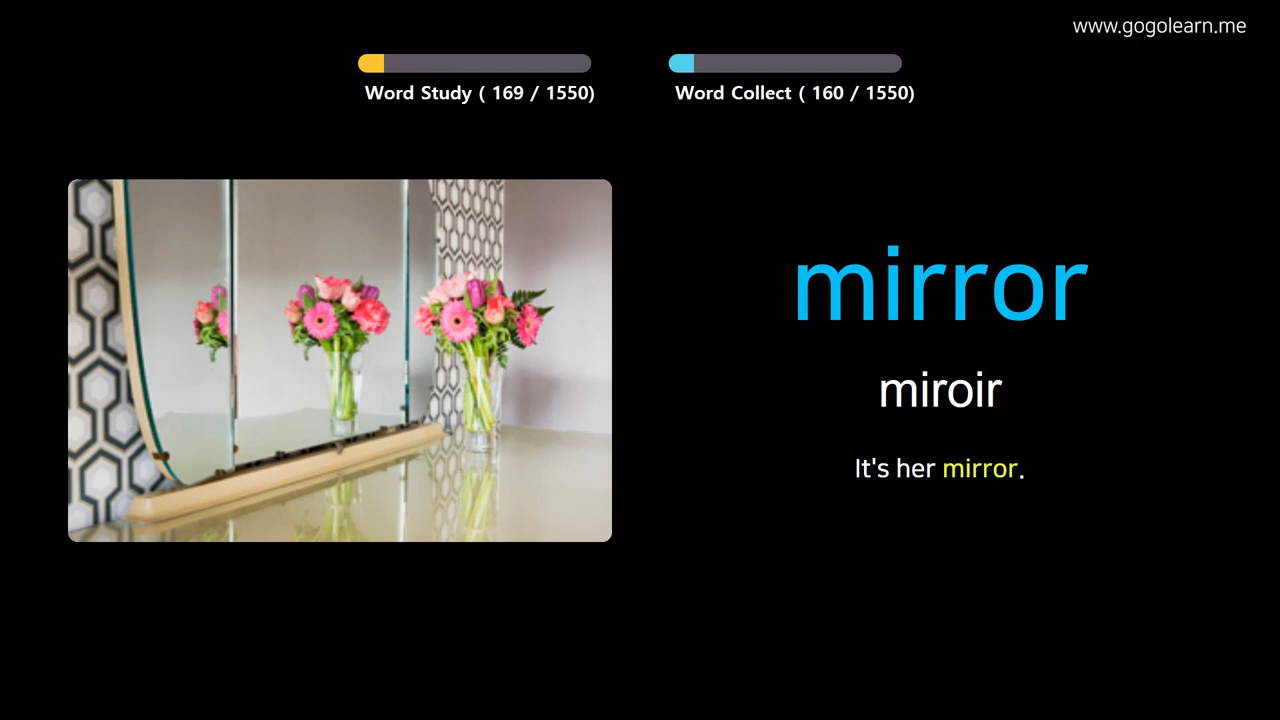 www.gogolearn.me
Word Study ( 169 / 1550)
Word Collect ( 160 / 1550)
mirror
miroir
It's her mirror.